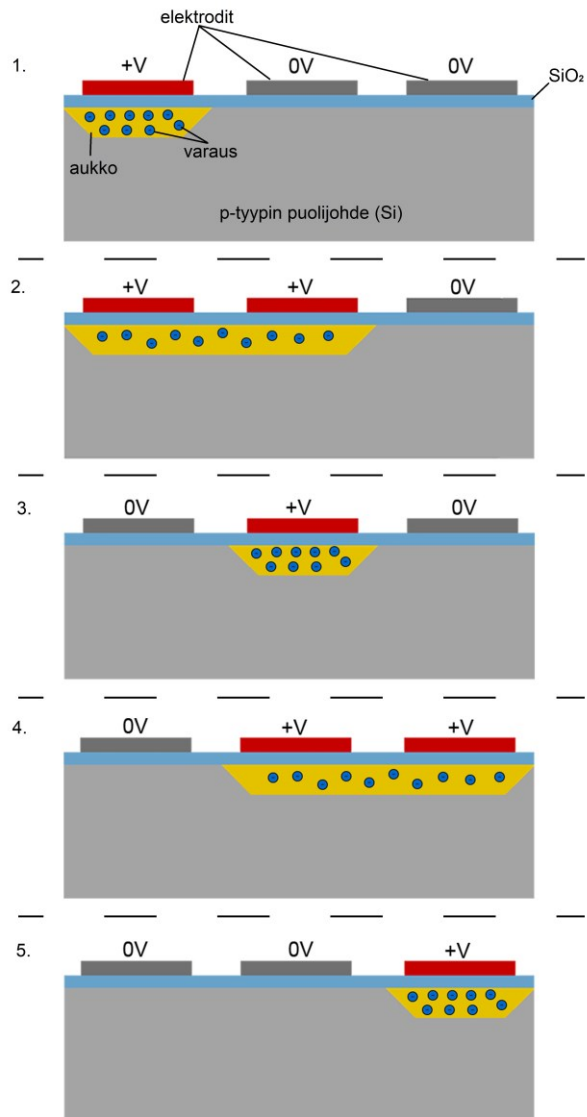 elektrodit
1.
+V 0V 0V
SiO₂
aukko
varaus
p-tyypin puolijohde (Si)
2.
+V +V 0V
3.
0V +V 0V
4.
0V +V +V
5.
0V 0V +V